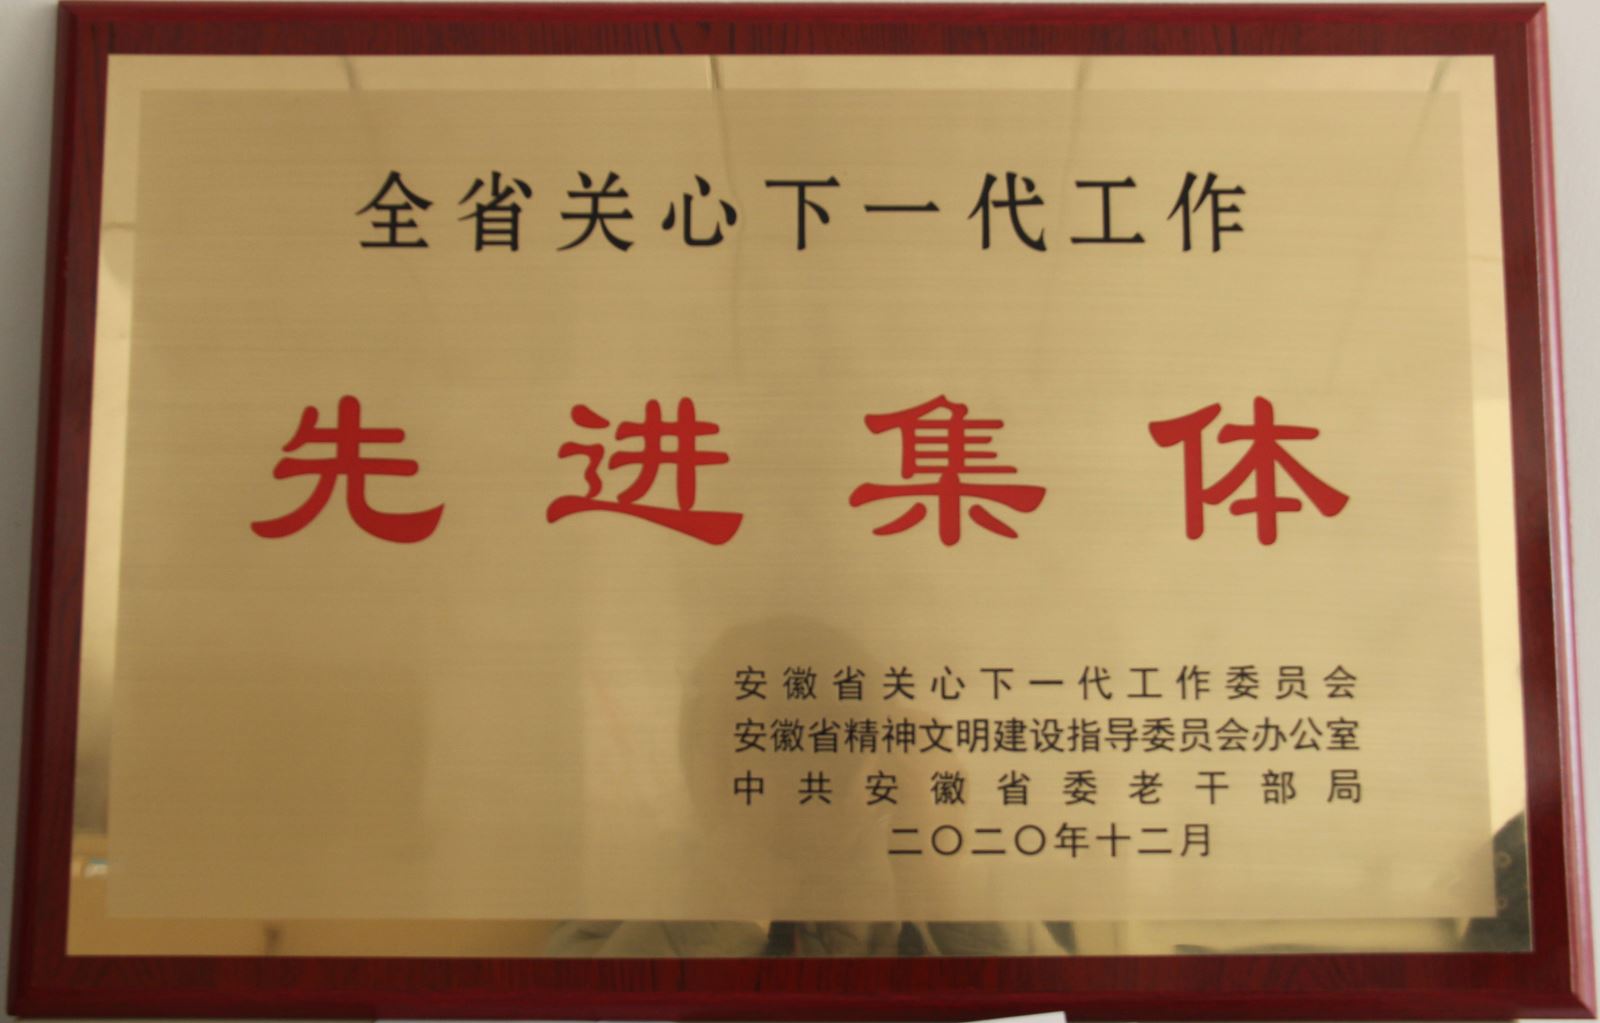 全省关心下一代工作
先进集体
安徽省关心下一代工作委员会
安徽省精神文明建设指导委员会办公室
中共安徽省委老干部局
二〇二〇年十二月